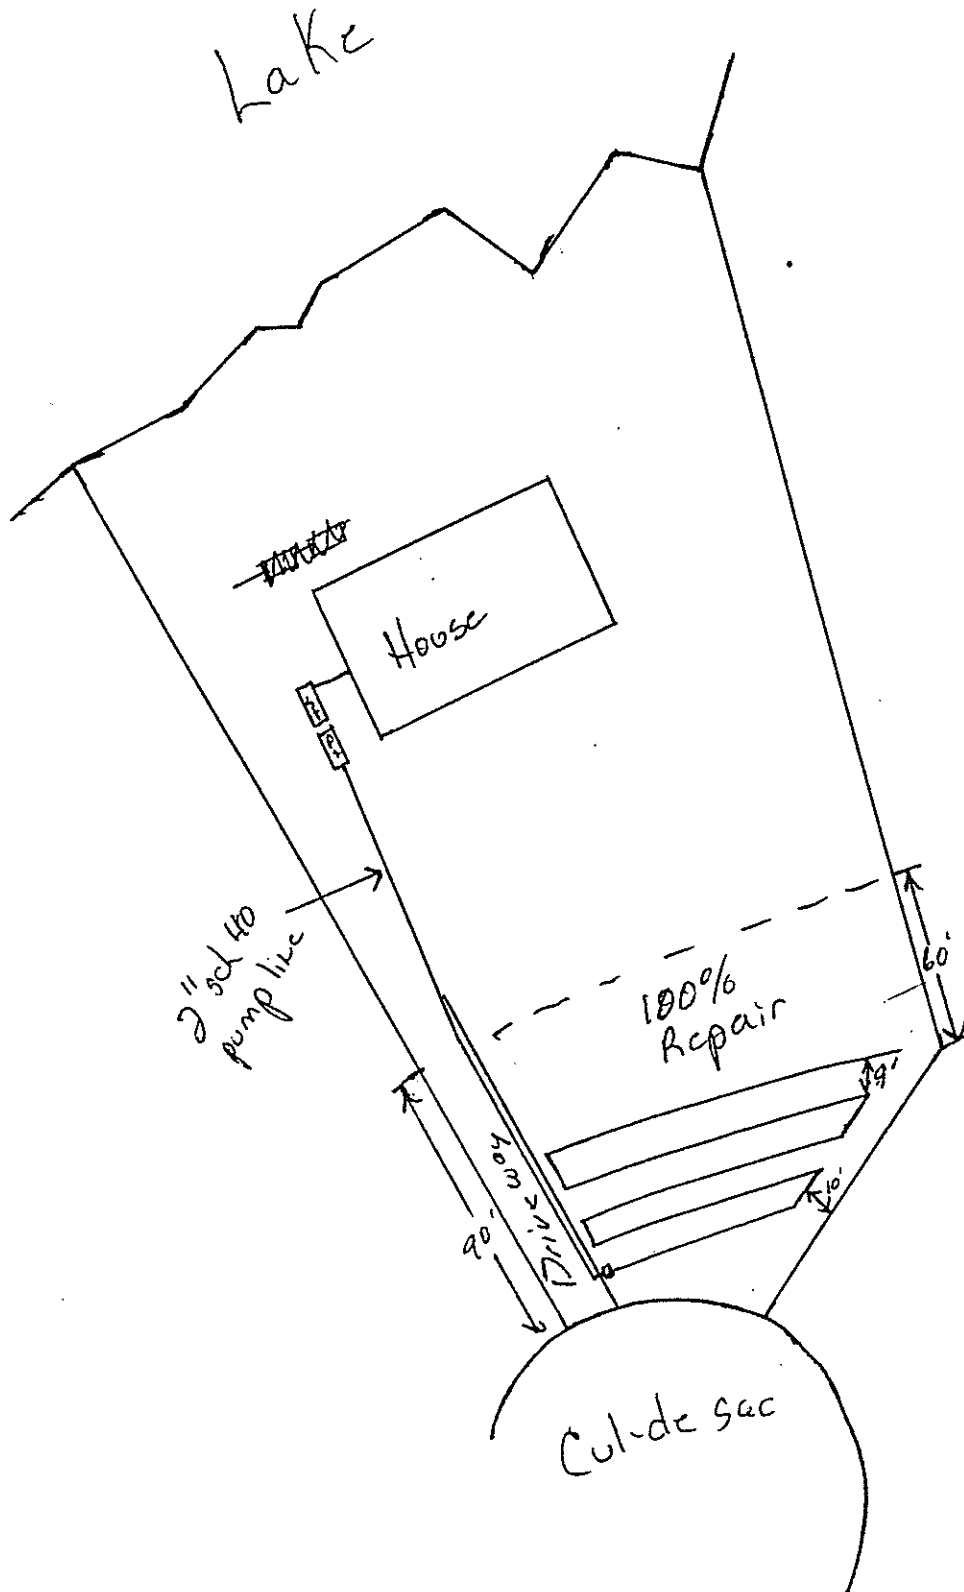 Lake
House
2" sch 40
pump line
100%
Repair
60'
9'
10'
90'
Driveway
Cul-de sac